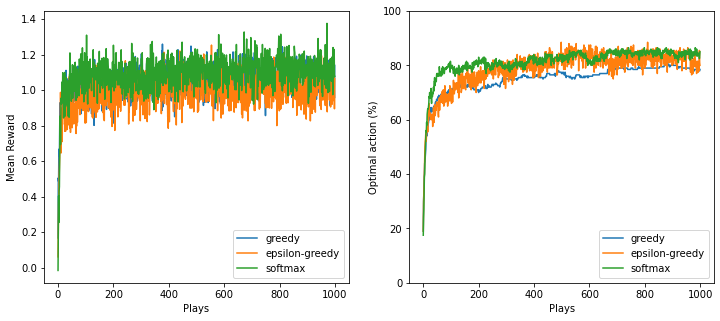 1.4
1.2
1.0
0.8
0.6
0.4
0.2
0.0
Mean Reward
0 200 400 600 800 1000
Plays
greedy
epsilon-greedy
softmax
100
80
60
40
20
0
Optimal action (%)
0 200 400 600 800 1000
Plays
greedy
epsilon-greedy
softmax